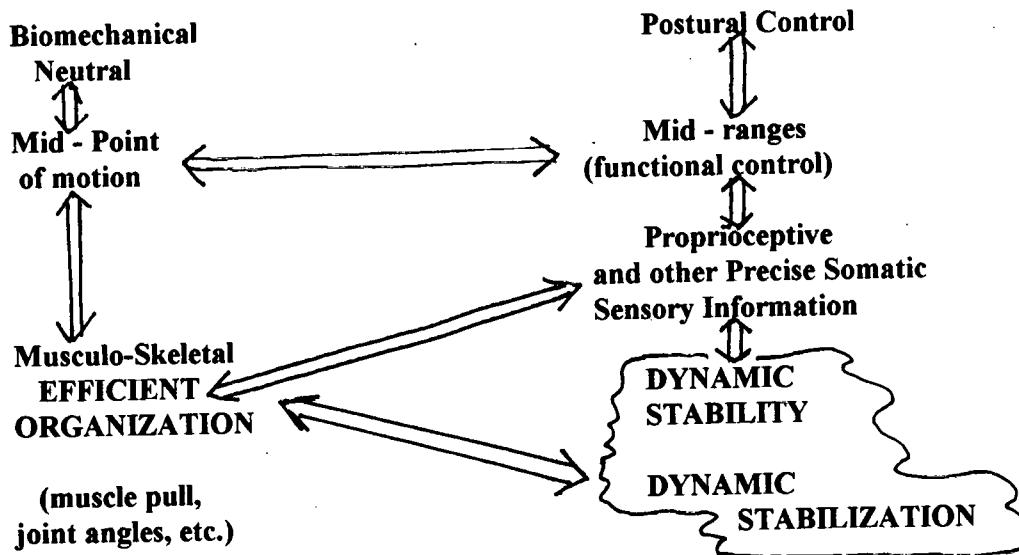 Biomechanical
Neutral
Mid - Point
of motion
Musculo-Skeletal
EFFICIENT
ORGANIZATION
(muscle pull,
joint angles, etc.)
Postural Control
Mid - ranges
(functional control)
Proprioceptive
and other Precise Somatic
Sensory Information
DYNAMIC
STABILITY
DYNAMIC
STABILIZATION